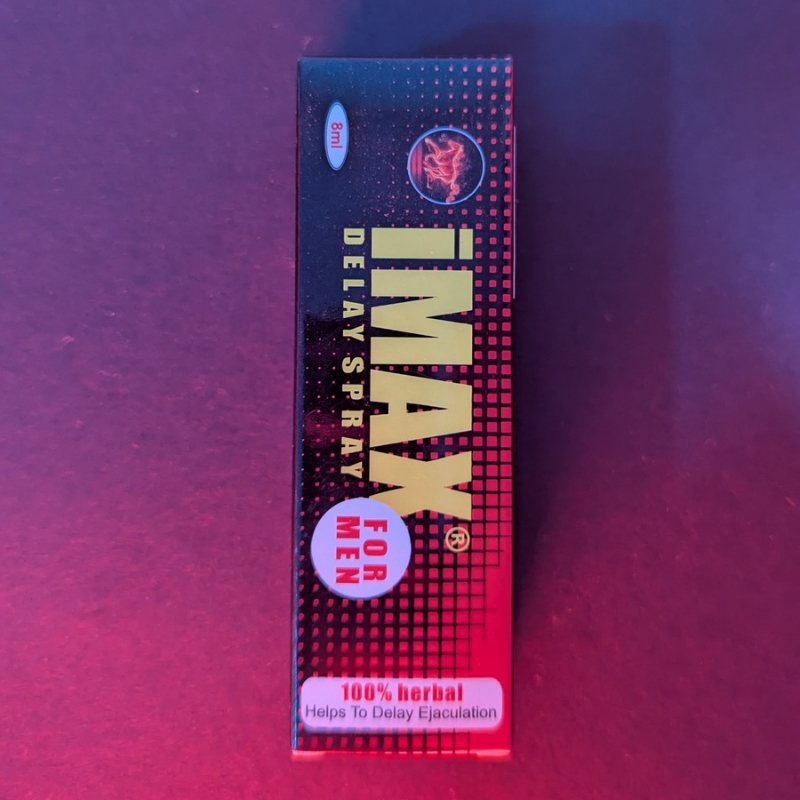 8ml
iMAX®
DELAY SPRAY
FOR
MEN
100% herbal
Helps To Delay Ejaculation